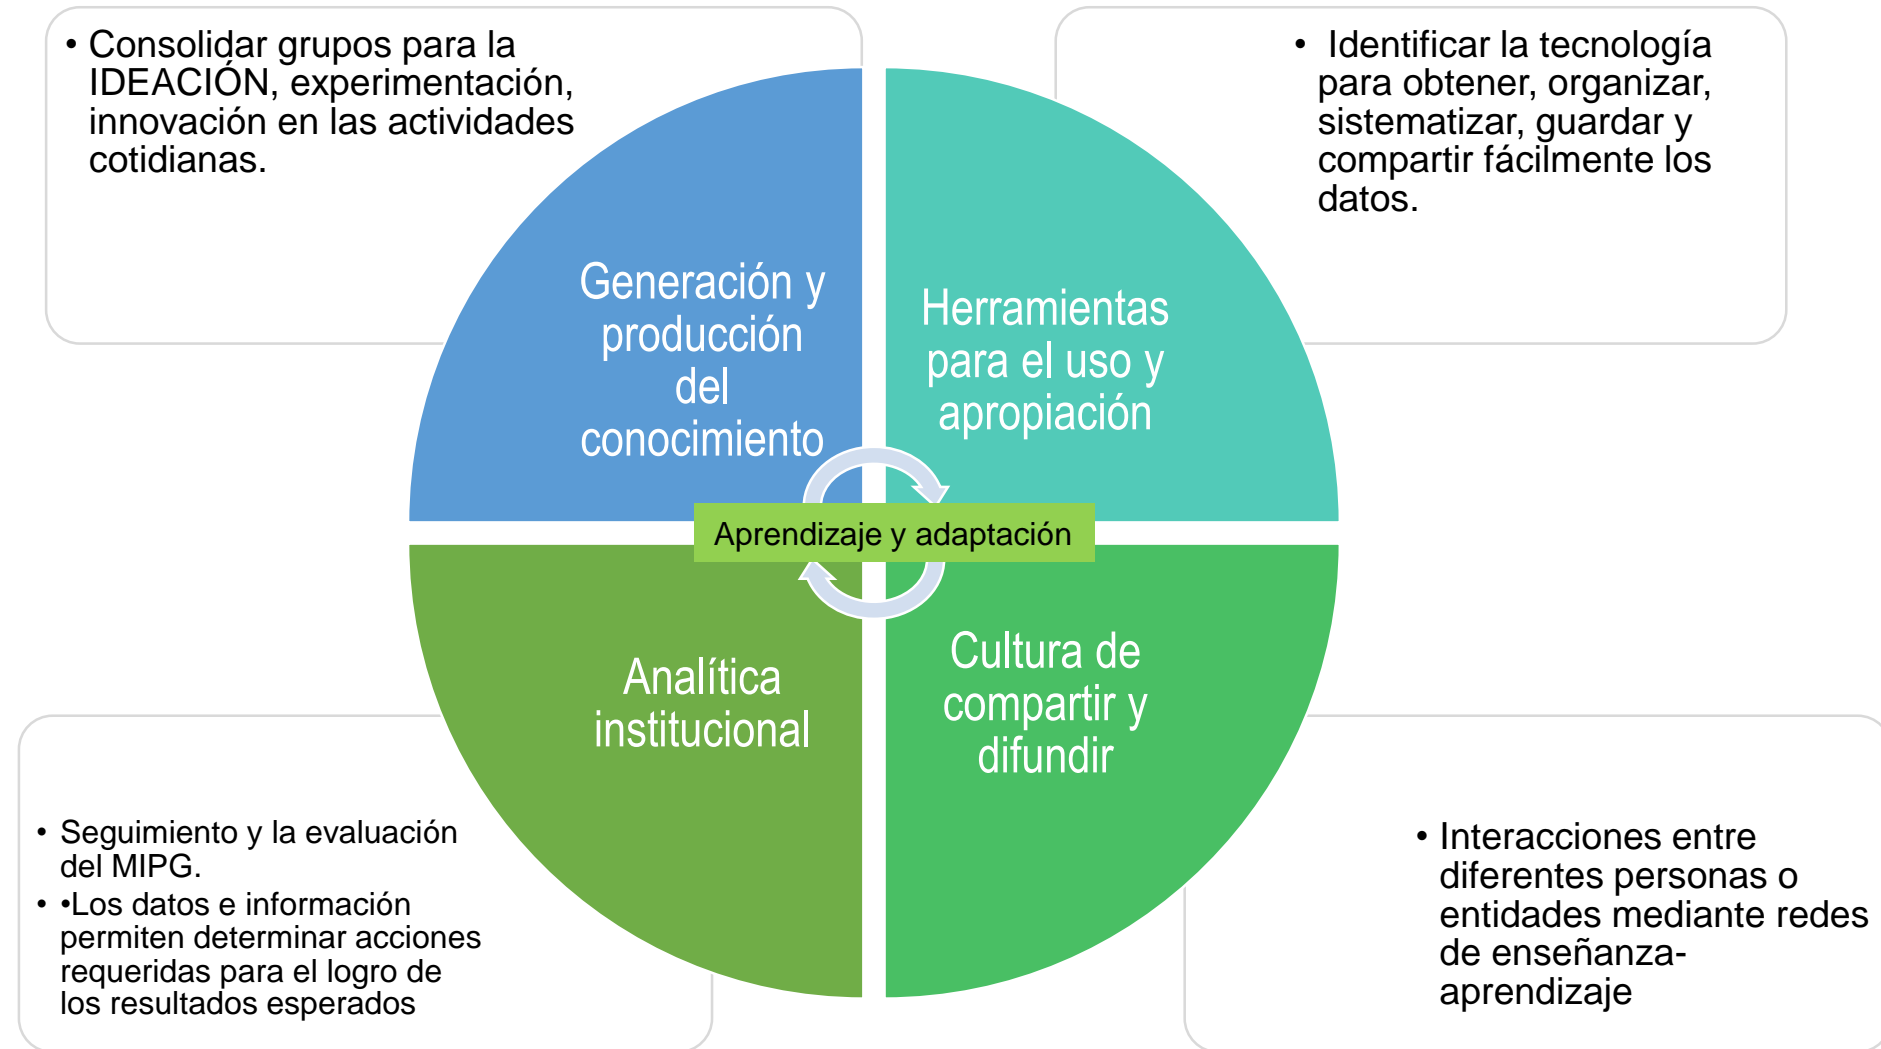 • Consolidar grupos para la
IDEACIÓN, experimentación,
innovación en las actividades
cotidianas.
• Identificar la tecnología
para obtener, organizar,
sistematizar, guardar y
compartir fácilmente los
datos.
Generación y
producción
del
conocimiento
Herramientas
para el uso y
apropiación
Aprendizaje y adaptación
Analítica
institucional
Cultura de
compartir y
difundir
• Seguimiento y la evaluación
del MIPG.
• •Los datos e información
permiten determinar acciones
requeridas para el logro de
los resultados esperados
• Interacciones entre
diferentes personas o
entidades mediante redes
de enseñanza-
aprendizaje